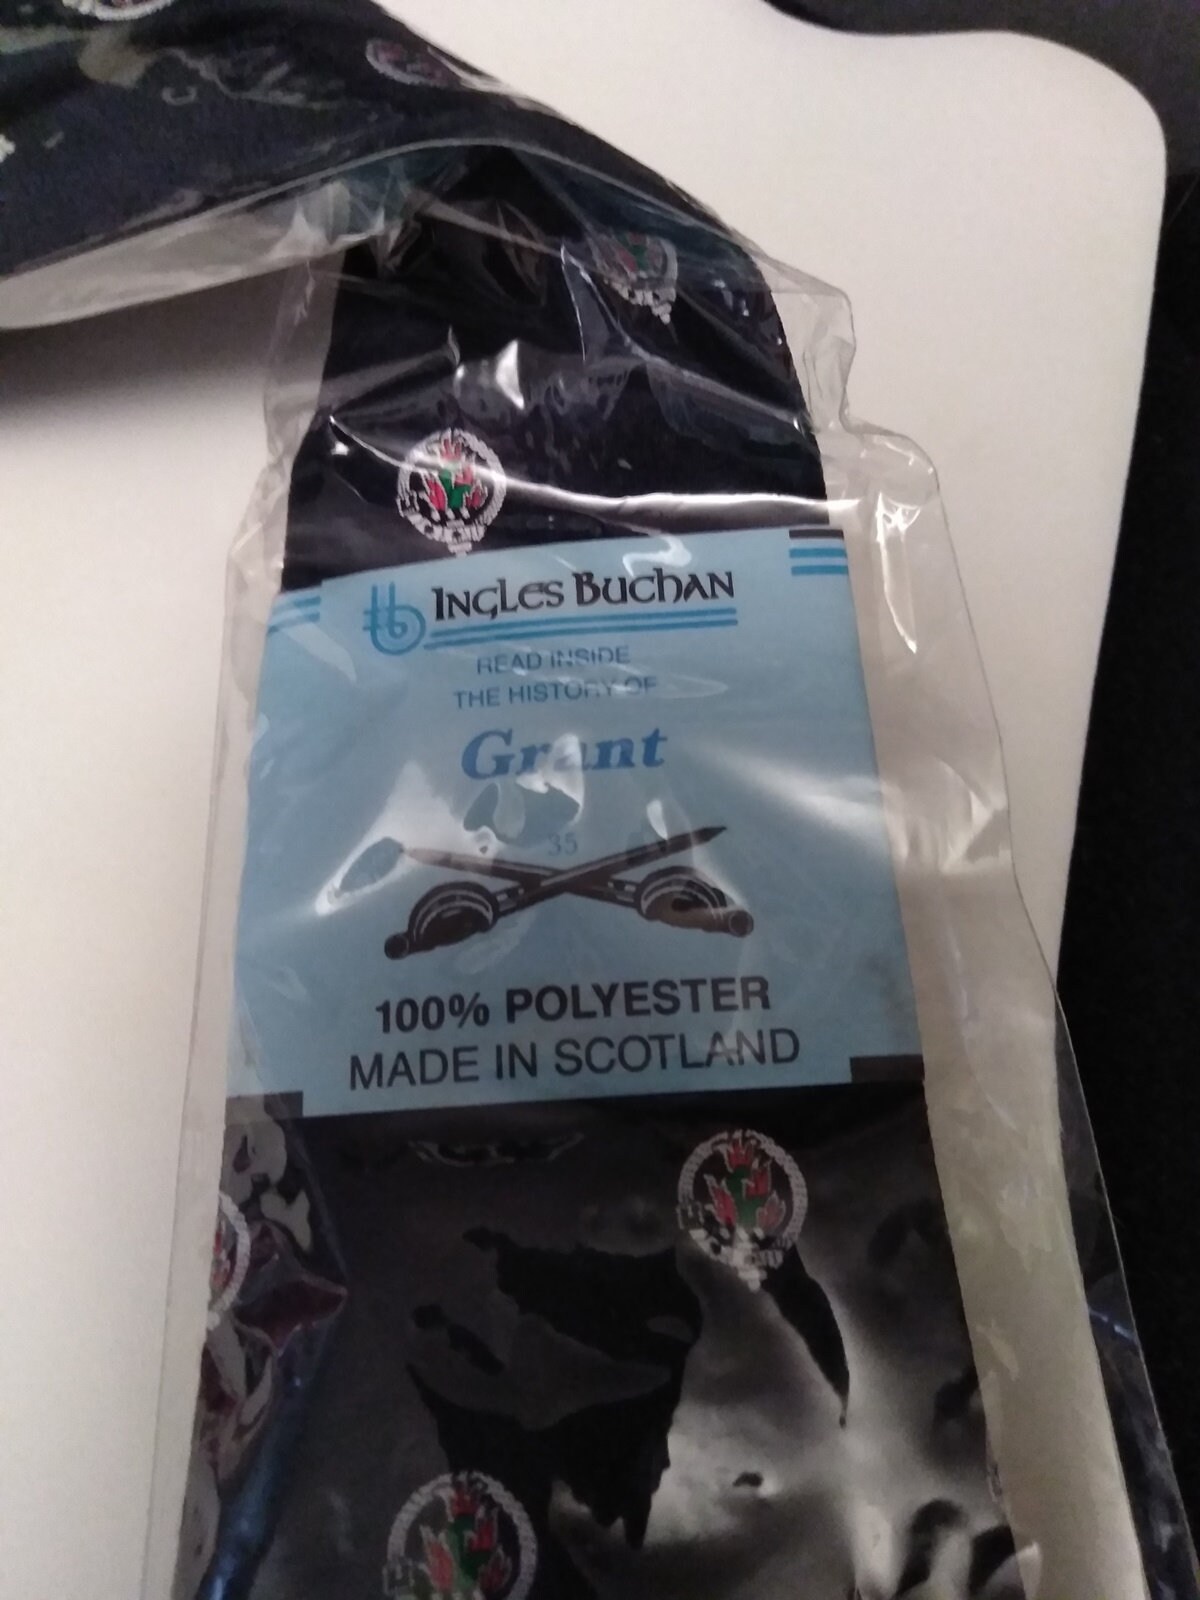 INGLES BUCHAN
READ INSIDE
THE HISTORY OF
Grant
35
100% POLYESTER
MADE IN SCOTLAND